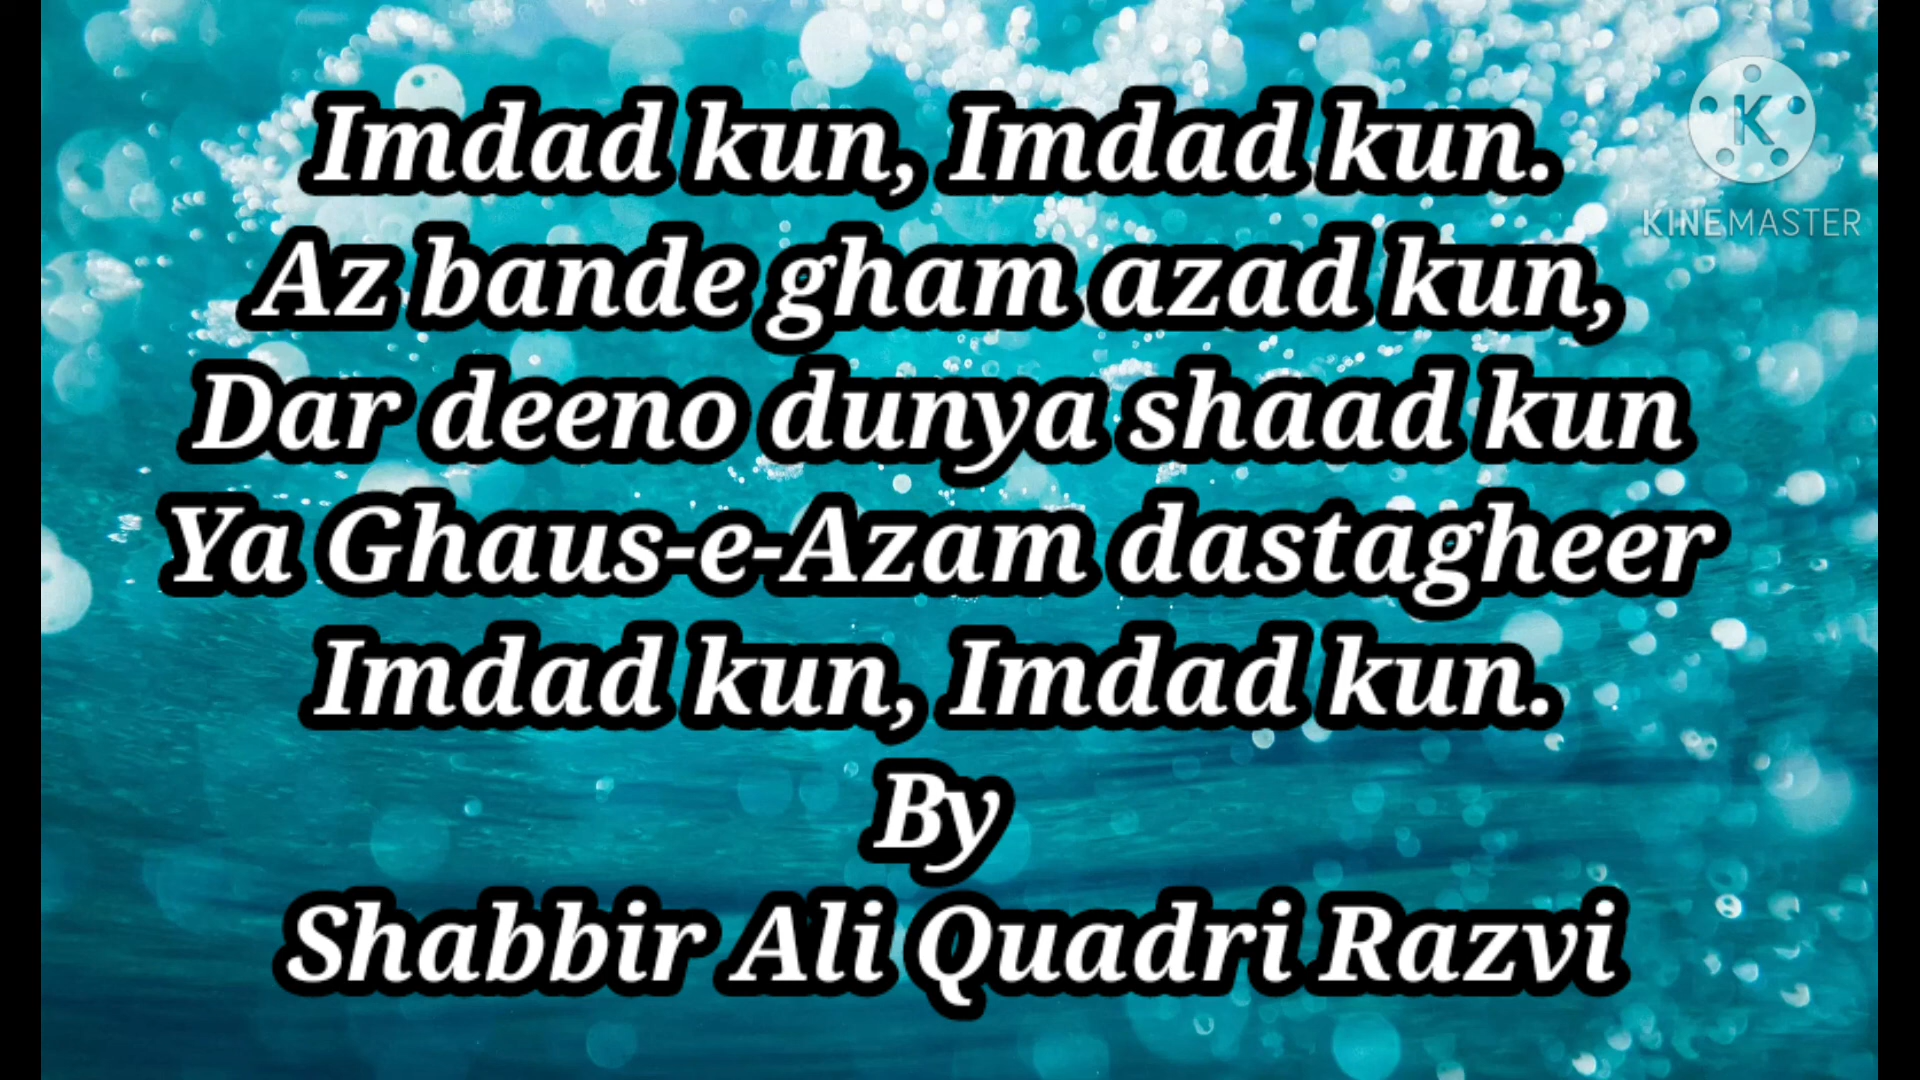 Imdad kun, Imdad kun.
Az bande gham azad kun,
Dar deeno dunya shaad kun
Ya Ghaus-e-Azam dastagheer
Imdad kun, Imdad kun.
By
Shabbir Ali Quadri Razvi
K
KINEMASTER